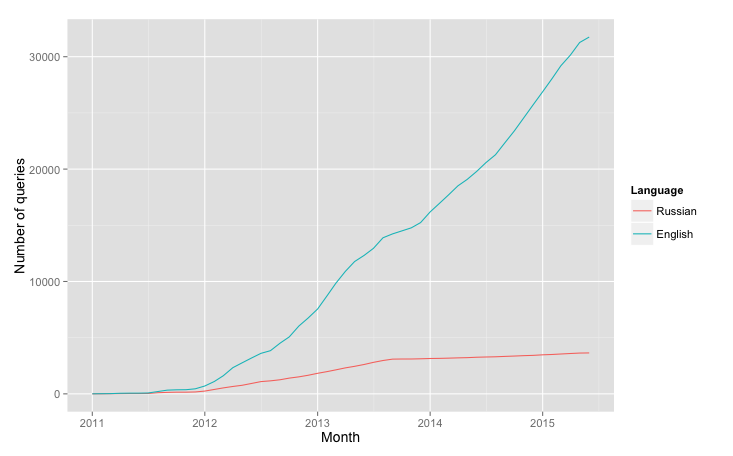 30000
20000
10000
0
Number of queries
2011 2012 2013 2014 2015
Month
Language
Russian
English